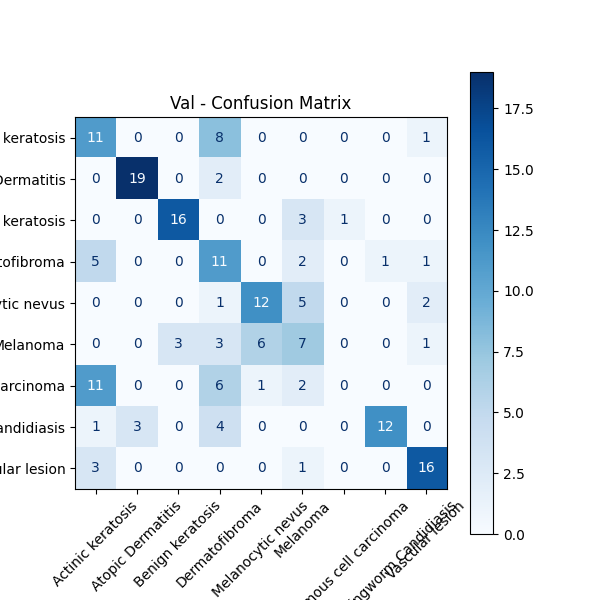 Val - Confusion Matrix
keratosis 11 0 0 8 0 0 0 0 1
Dermatitis 0 19 0 2 0 0 0 0 0
keratosis 0 0 16 0 0 3 1 0 0
tofibroma 5 0 0 11 0 2 0 1 1
ytic nevus 0 0 0 1 12 5 0 0 2
Melanoma 0 0 3 3 6 7 0 0 1
arcinoma 11 0 0 6 1 2 0 0 0
andidiasis 1 3 0 4 0 0 0 12 0
ular lesion 3 0 0 0 0 1 0 0 16
Actinic keratosis
Atopic Dermatitis
Benign keratosis
Dermatofibroma
Melanocytic nevus
Melanoma
mous cell carcinoma
ngworm Candidiasis
Vascular lesion
17.5
15.0
12.5
10.0
7.5
5.0
2.5
0.0